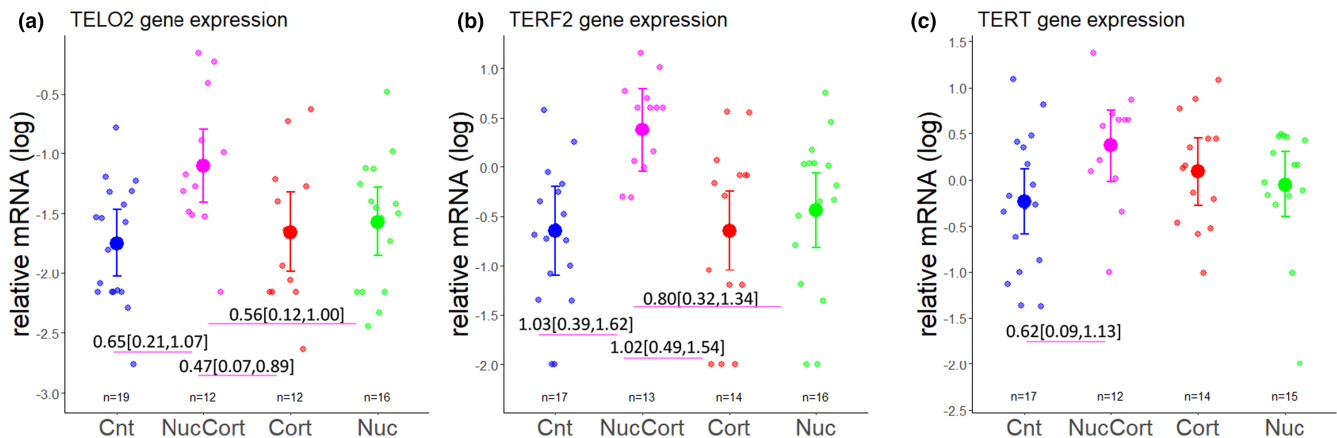 (a) TELO2 gene expression
relative mRNA (log)
-0.5
-1.0
-1.5
-2.0
-2.5
-3.0
0.56[0.12,1.00]
0.65[0.21,1.07]
0.47[0.07,0.89]
n=19 n=12 n=12 n=16
Cnt NucCort Cort Nuc
(b) TERF2 gene expression
relative mRNA (log)
1.0
0.0
-0.5
-1.0
-1.5
-2.0
0.80[0.32,1.34]
1.03[0.39,1.62]
1.02[0.49,1.54]
n=17 n=13 n=14 n=16
Cnt NucCort Cort Nuc
(c) TERT gene expression
relative mRNA (log)
1.5
1.0
0.5
0.0
-0.5
-1.0
-1.5
-2.0
-2.5
0.62[0.09,1.13]
n=17 n=12 n=14 n=15
Cnt NucCort Cort Nuc